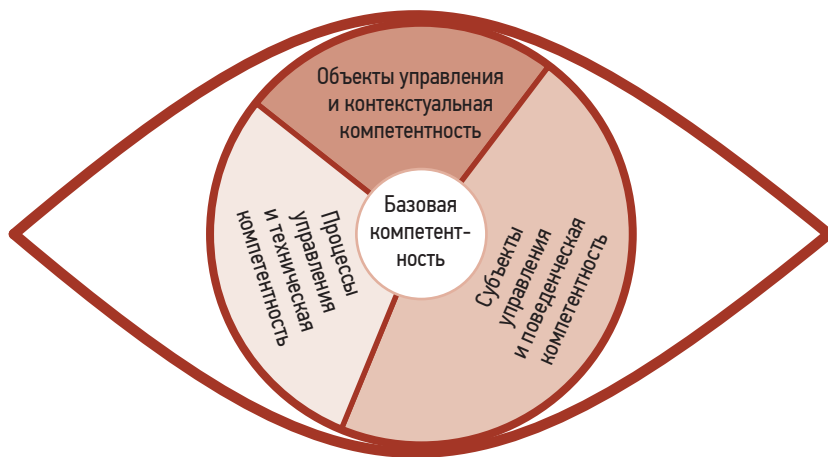 Объекты управления
и контекстуальная
компетентность
Базовая
компетент-
ность
Процессы
управления
и техническая
компетентность
Субъекты
управления
и поведенческая
компетентность